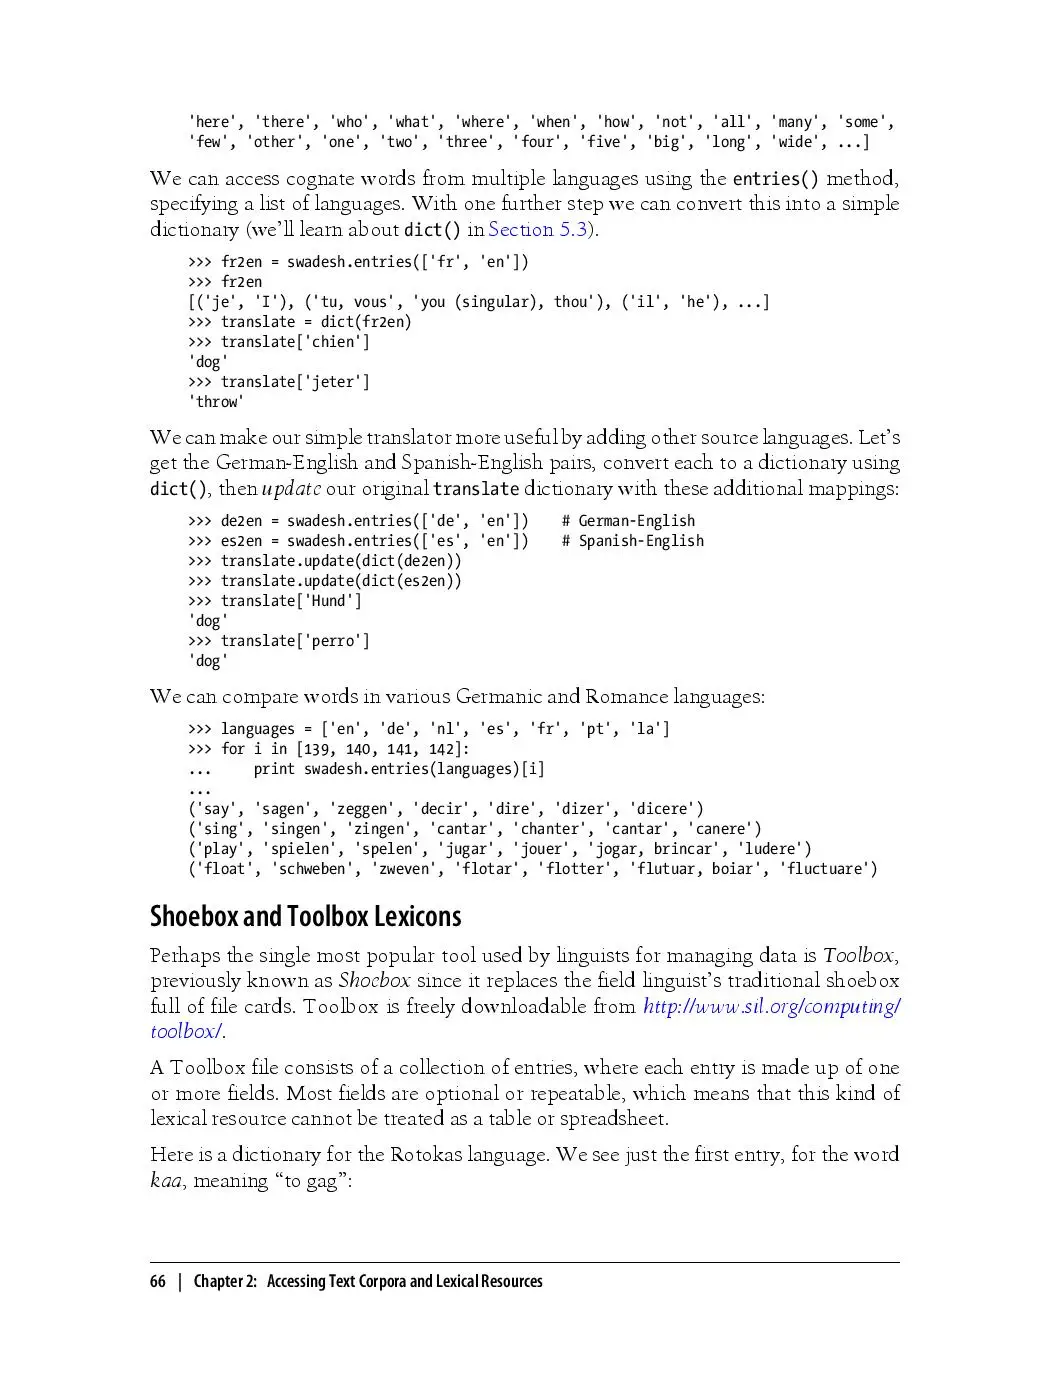 'here', 'there', 'who', 'what', 'where', 'when', 'how', 'not', 'all', 'many', 'some',
'few', 'other', 'one', 'two', 'three', 'four', 'five', 'big', 'long', 'wide', ...]
We can access cognate words from multiple languages using the entries() method,
specifying a list of languages. With one further step we can convert this into a simple
dictionary (we'll learn about dict() in Section 5.3).
>>> fr2en = swadesh.entries(['fr', 'en'])
>>> fr2en
[('je', 'I'), ('tu, vous', 'you (singular), thou'), ('il', 'he'), ...]
>>> translate = dict(fr2en)
>>> translate['chien']
'dog'
>>> translate['jeter']
'throw'
We can make our simple translator more useful by adding other source languages. Let's
get the German-English and Spanish-English pairs, convert each to a dictionary using
dict(), then update our original translate dictionary with these additional mappings:
>>> de2en = swadesh.entries(['de', 'en'])    # German-English
>>> es2en = swadesh.entries(['es', 'en'])    # Spanish-English
>>> translate.update(dict(de2en))
>>> translate.update(dict(es2en))
>>> translate['Hund']
'dog'
>>> translate['perro']
'dog'
We can compare words in various Germanic and Romance languages:
>>> languages = ['en', 'de', 'nl', 'es', 'fr', 'pt', 'la']
>>> for i in [139, 140, 141, 142]:
...     print swadesh.entries(languages)[i]
...
('say', 'sagen', 'zeggen', 'decir', 'dire', 'dizer', 'dicere')
('sing', 'singen', 'zingen', 'cantar', 'chanter', 'cantar', 'canere')
('play', 'spielen', 'spelen', 'jugar', 'jouer', 'jogar, brincar', 'ludere')
('float', 'schweben', 'zweven', 'flotar', 'flotter', 'flutuar, boiar', 'fluctuare')
Shoebox and Toolbox Lexicons
Perhaps the single most popular tool used by linguists for managing data is Toolbox,
previously known as Shoebox since it replaces the field linguist's traditional shoebox
full of file cards. Toolbox is freely downloadable from http://www.sil.org/computing/
toolbox/.
A Toolbox file consists of a collection of entries, where each entry is made up of one
or more fields. Most fields are optional or repeatable, which means that this kind of
lexical resource cannot be treated as a table or spreadsheet.
Here is a dictionary for the Rotokas language. We see just the first entry, for the word
kaa, meaning “to gag”:
66 | Chapter 2: Accessing Text Corpora and Lexical Resources